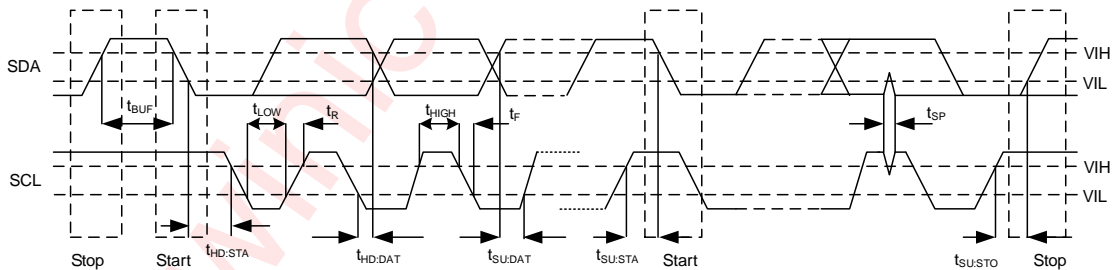 SDA
VIH
VIL
tBUF
tLOW
tR
tHIGH
tF
tSP
SCL
VIH
VIL
tHD:STA
tHD:DAT
tSU:DAT
tSU:STA
tSU:STO
Stop
Start
Start
Stop
winic